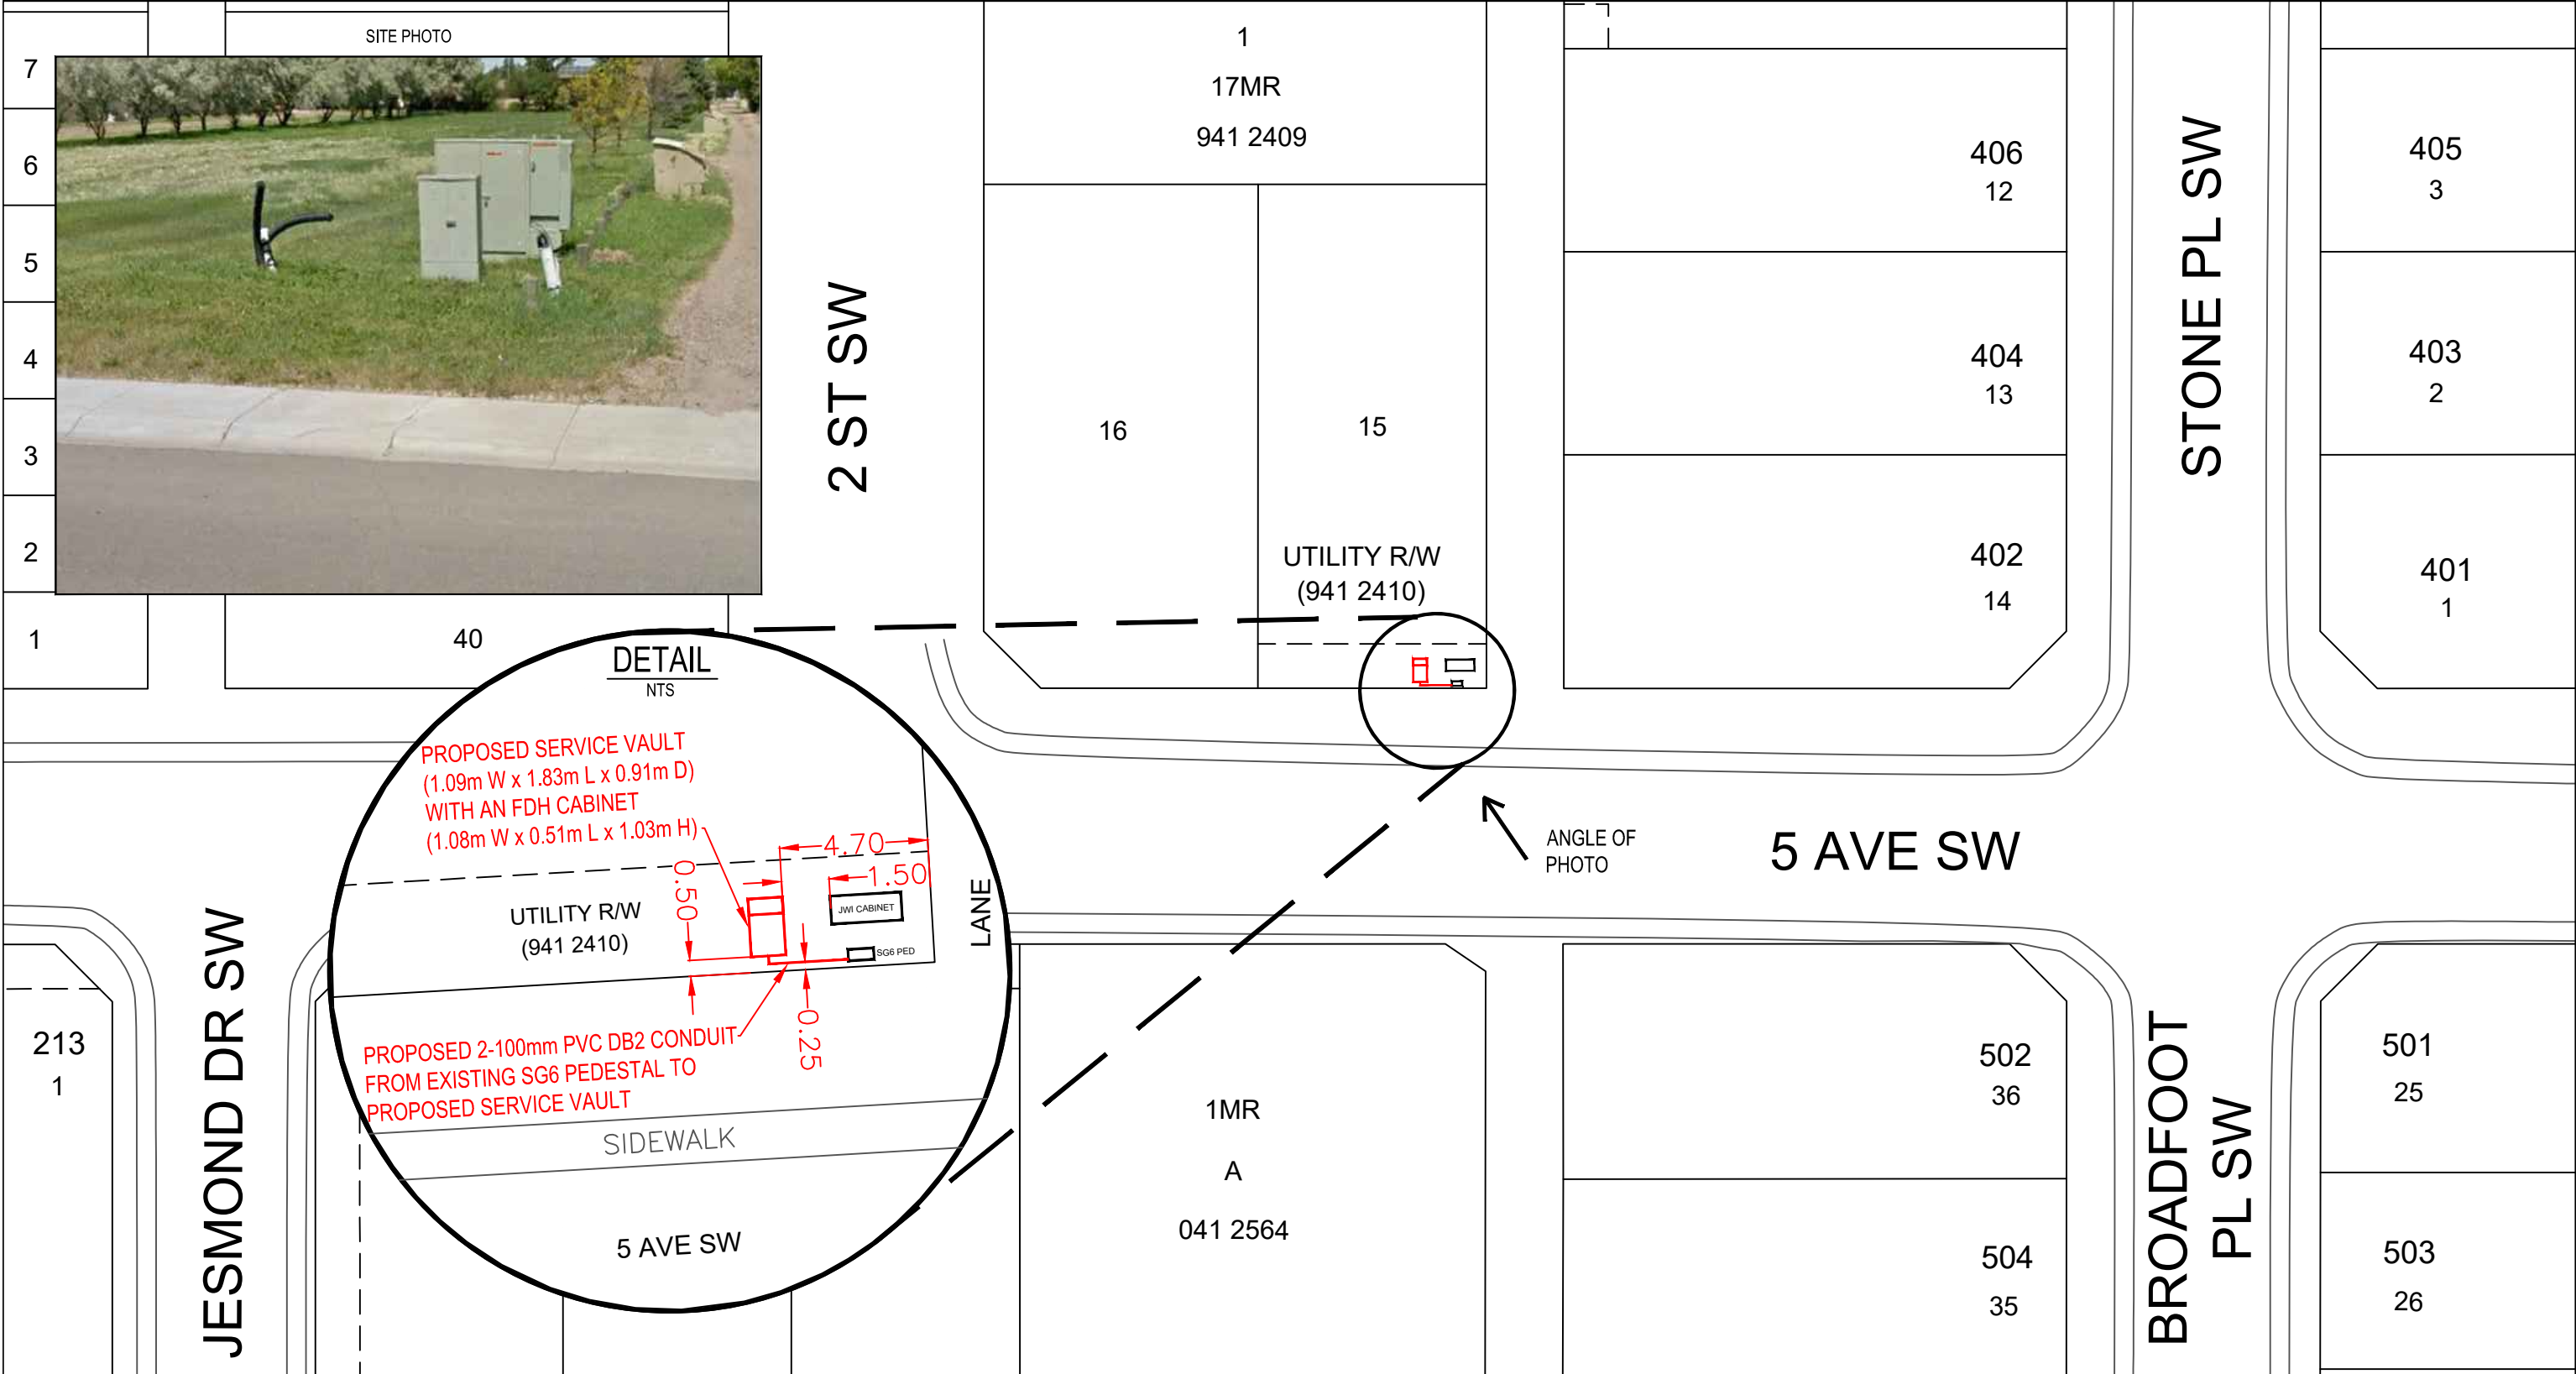 SITE PHOTO
7
6
5
4
3
2
1
40
2 ST SW
1
17MR
941 2409
16
15
UTILITY R/W
(941 2410)
406
12
404
13
402
14
STONE PL SW
405
3
403
2
401
1
DETAIL
NTS
PROPOSED SERVICE VAULT
(1.09m W x 1.83m L x 0.91m D)
WITH AN FDH CABINET
(1.08m W x 0.51m L x 1.03m H)
4.70
1.50
0.50
JWI CABINET
UTILITY R/W
(941 2410)
SG6 PED
LANE
0.25
PROPOSED 2-100mm PVC DB2 CONDUIT
FROM EXISTING SG6 PEDESTAL TO
PROPOSED SERVICE VAULT
SIDEWALK
5 AVE SW
ANGLE OF
PHOTO
5 AVE SW
213
1
JESMOND DR SW
1MR
A
041 2564
502
36
504
35
BROADFOOT
PL SW
501
25
503
26